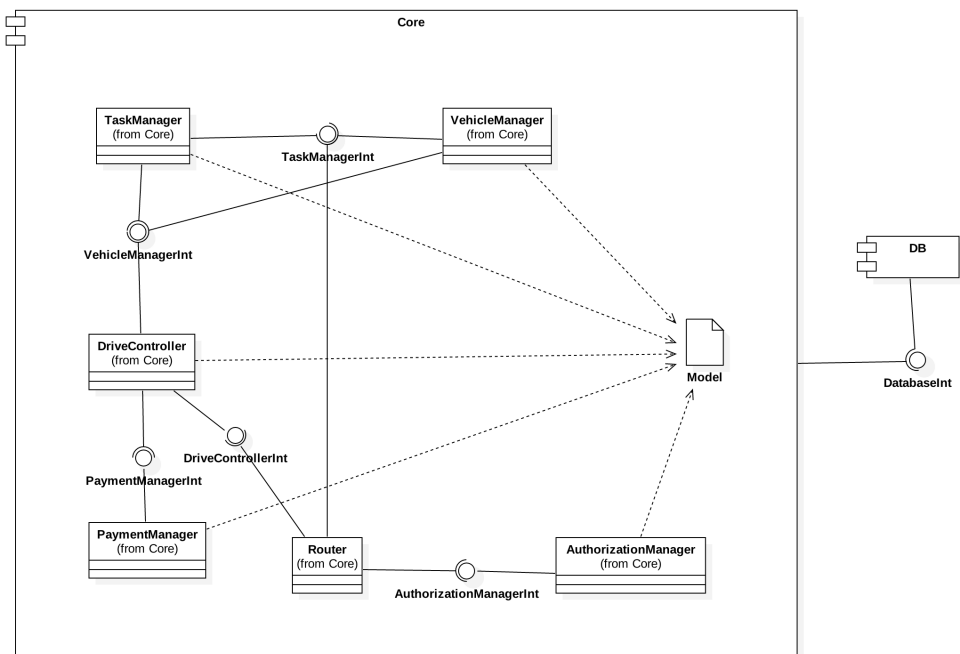 Core
TaskManager
(from Core)
VehicleManager
(from Core)
TaskManagerInt
VehicleManagerInt
DB
DriveController
(from Core)
Model
DatabaseInt
DriveControllerInt
PaymentManagerInt
PaymentManager
(from Core)
Router
(from Core)
AuthorizationManager
(from Core)
AuthorizationManagerInt